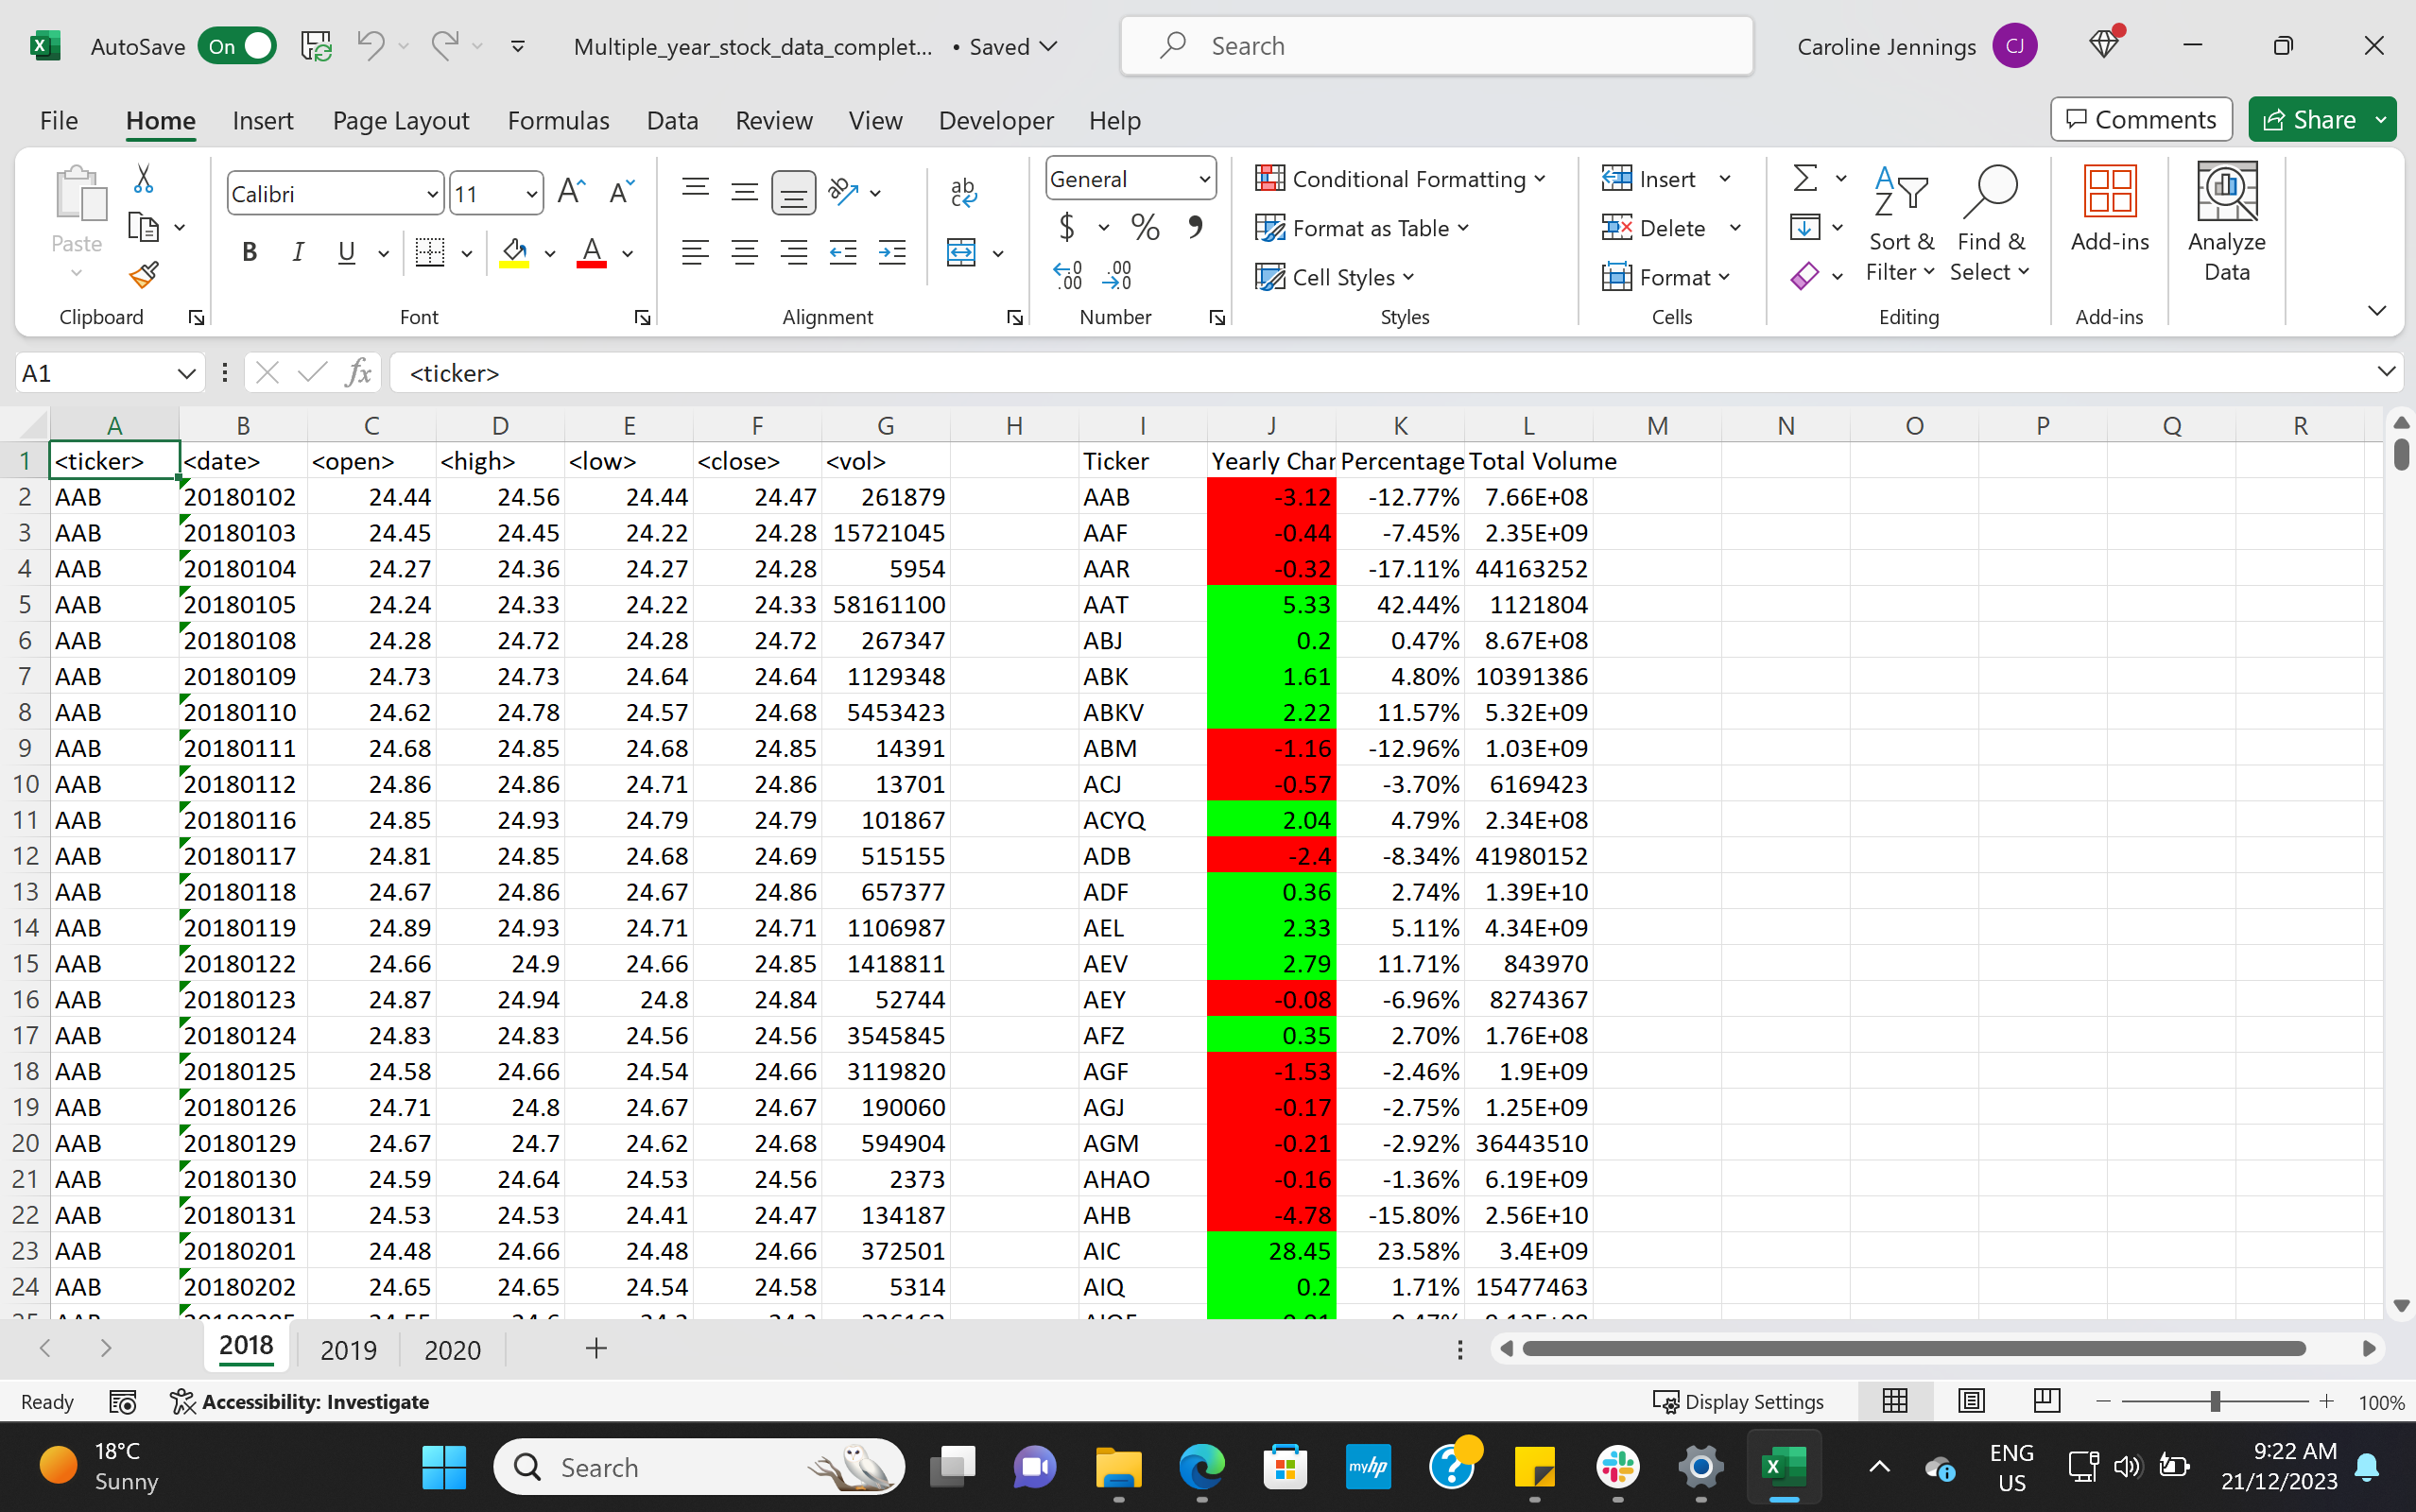 AutoSave On Multiple_year_stock_data_complet... • Saved Search Caroline Jennings CJ
File Home Insert Page Layout Formulas Data Review View Developer Help Comments Share
Paste Calibri 11 General Conditional Formatting Insert
B I U A $ % Format as Table Delete Sort & Filter Find & Select Add-ins Analyze Data
Cell Styles Format
Clipboard Font Alignment Number Styles Cells Editing Add-ins
A1 fx <ticker>
A B C D E F G H I J K L M N O P Q R
1 <ticker> <date> <open> <high> <low> <close> <vol> Ticker Yearly Char Percentage Total Volume
2 AAB 20180102 24.44 24.56 24.44 24.47 261879 AAB -3.12 -12.77% 7.66E+08
3 AAB 20180103 24.45 24.45 24.22 24.28 15721045 AAF -0.44 -7.45% 2.35E+09
4 AAB 20180104 24.27 24.36 24.27 24.28 5954 AAR -0.32 -17.11% 44163252
5 AAB 20180105 24.24 24.33 24.22 24.33 58161100 AAT 5.33 42.44% 1121804
6 AAB 20180108 24.28 24.72 24.28 24.72 267347 ABJ 0.2 0.47% 8.67E+08
7 AAB 20180109 24.73 24.73 24.64 24.64 1129348 ABK 1.61 4.80% 10391386
8 AAB 20180110 24.62 24.78 24.57 24.68 5453423 ABKV 2.22 11.57% 5.32E+09
9 AAB 20180111 24.68 24.85 24.68 24.85 14391 ABM -1.16 -12.96% 1.03E+09
10 AAB 20180112 24.86 24.86 24.71 24.86 13701 ACJ -0.57 -3.70% 6169423
11 AAB 20180116 24.85 24.93 24.79 24.79 101867 ACYQ 2.04 4.79% 2.34E+08
12 AAB 20180117 24.81 24.85 24.68 24.69 515155 ADB -2.4 -8.34% 41980152
13 AAB 20180118 24.67 24.86 24.67 24.86 657377 ADF 0.36 2.74% 1.39E+10
14 AAB 20180119 24.89 24.93 24.71 24.71 1106987 AEL 2.33 5.11% 4.34E+09
15 AAB 20180122 24.66 24.9 24.66 24.85 1418811 AEV 2.79 11.71% 843970
16 AAB 20180123 24.87 24.94 24.8 24.84 52744 AEY -0.08 -6.96% 8274367
17 AAB 20180124 24.83 24.83 24.56 24.56 3545845 AFZ 0.35 2.70% 1.76E+08
18 AAB 20180125 24.58 24.66 24.54 24.66 3119820 AGF -1.53 -2.46% 1.9E+09
19 AAB 20180126 24.71 24.8 24.67 24.67 190060 AGJ -0.17 -2.75% 1.25E+09
20 AAB 20180129 24.67 24.7 24.62 24.68 594904 AGM -0.21 -2.92% 36443510
21 AAB 20180130 24.59 24.64 24.53 24.56 2373 AHAO -0.16 -1.36% 6.19E+09
22 AAB 20180131 24.53 24.53 24.41 24.47 134187 AHB -4.78 -15.80% 2.56E+10
23 AAB 20180201 24.48 24.66 24.48 24.66 372501 AIC 28.45 23.58% 3.4E+09
24 AAB 20180202 24.65 24.65 24.54 24.58 5314 AIQ 0.2 1.71% 15477463
2018 2019 2020
Ready Accessibility: Investigate Display Settings 100%
18°C Search myhp ENG 9:22 AM
Sunny US 21/12/2023